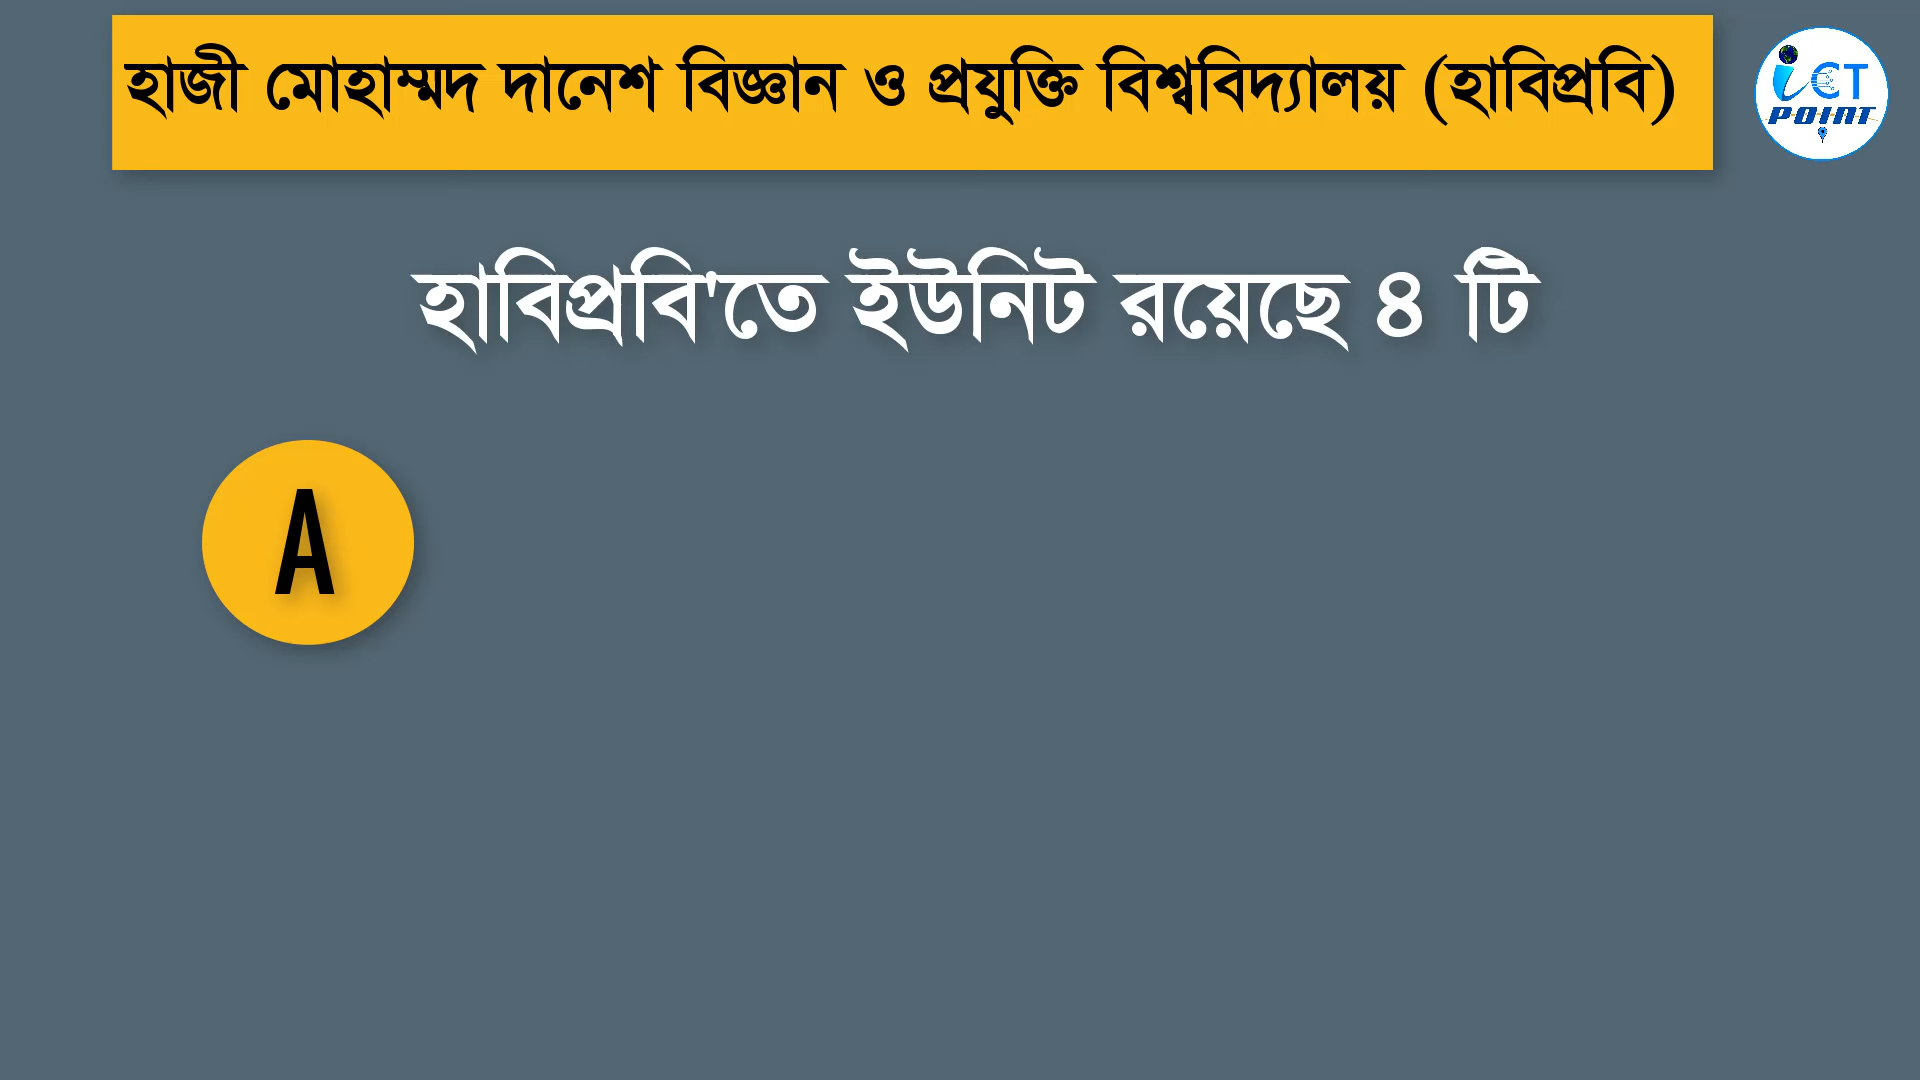 হাজী মোহাম্মদ দানেশ বিজ্ঞান ও প্রযুক্তি বিশ্ববিদ্যালয় (হাবিপ্রবি)
iCT
POINT
হাবিপ্রবি'তে ইউনিট রয়েছে ৪ টি
A